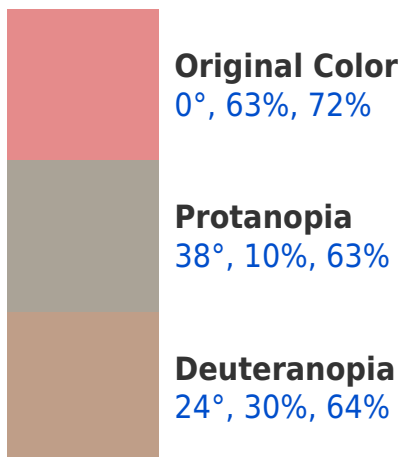 Original Color
0°, 63%, 72%
Protanopia
38°, 10%, 63%
Deuteranopia
24°, 30%, 64%